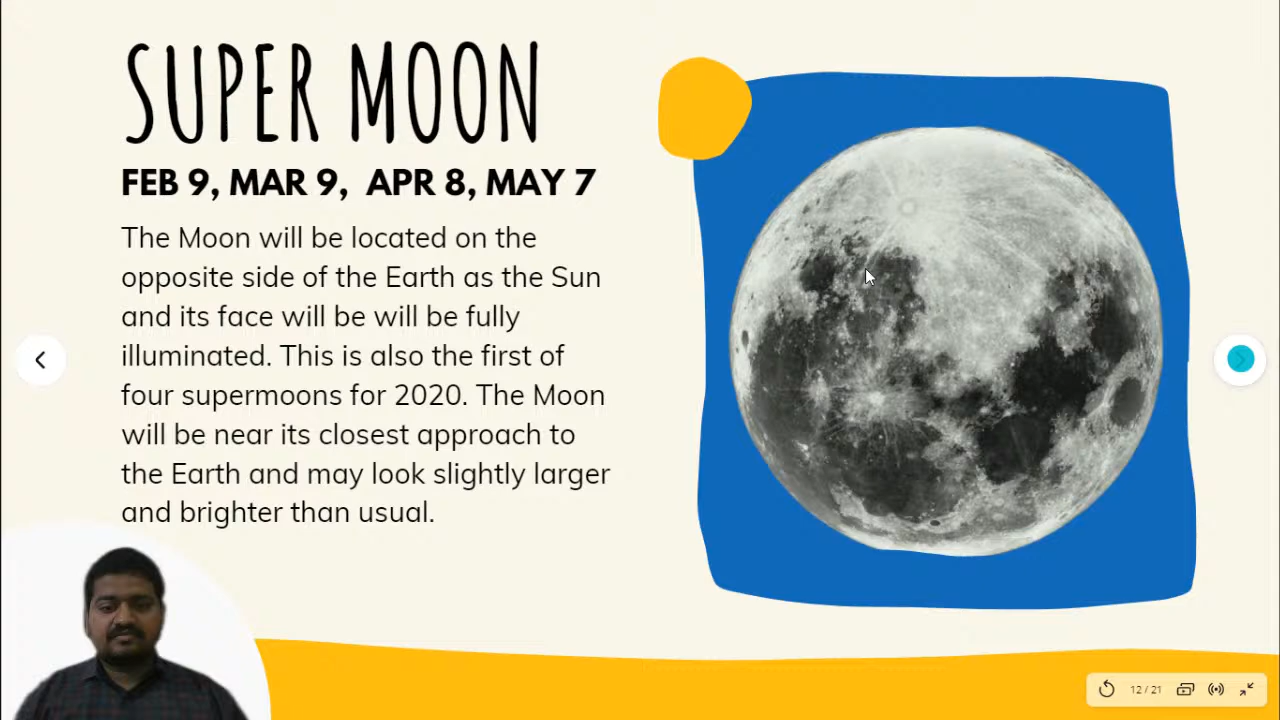 SUPER MOON
FEB 9, MAR 9, APR 8, MAY 7
The Moon will be located on the
opposite side of the Earth as the Sun
and its face will be will be fully
illuminated. This is also the first of
four supermoons for 2020. The Moon
will be near its closest approach to
the Earth and may look slightly larger
and brighter than usual.
12 / 21